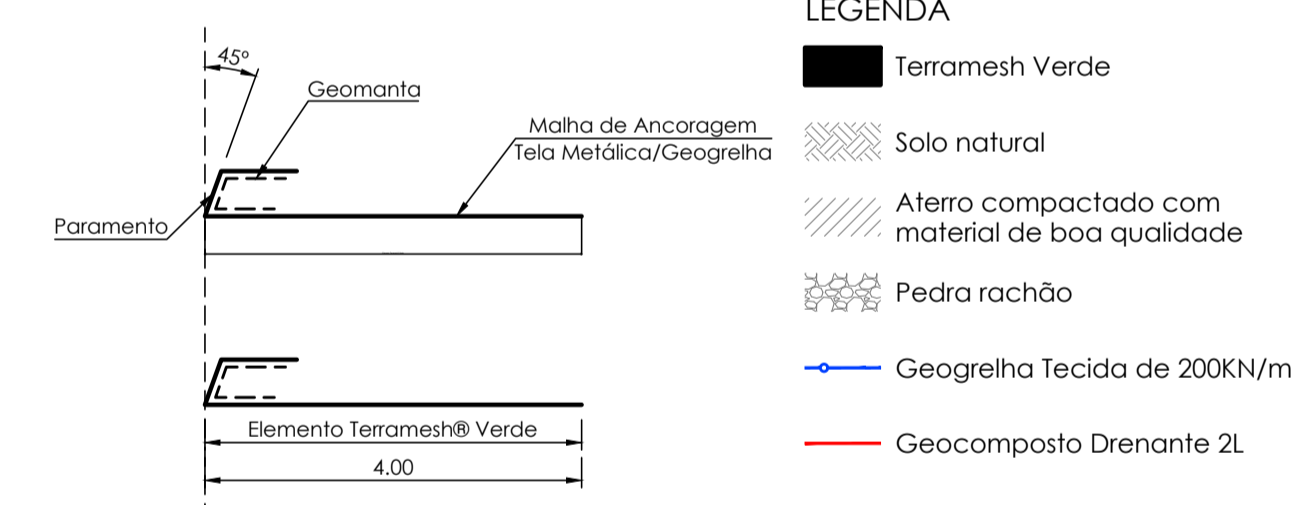 45°
Geomanta
Malha de Ancoragem
Tela Metálica/Geogrelha
Paramento
Elemento Terramesh® Verde
4.00
LEGENDA
Terramesh Verde
Solo natural
Aterro compactado com
material de boa qualidade
Pedra rachão
Geogrelha Tecida de 200KN/m
Geocomposto Drenante 2L